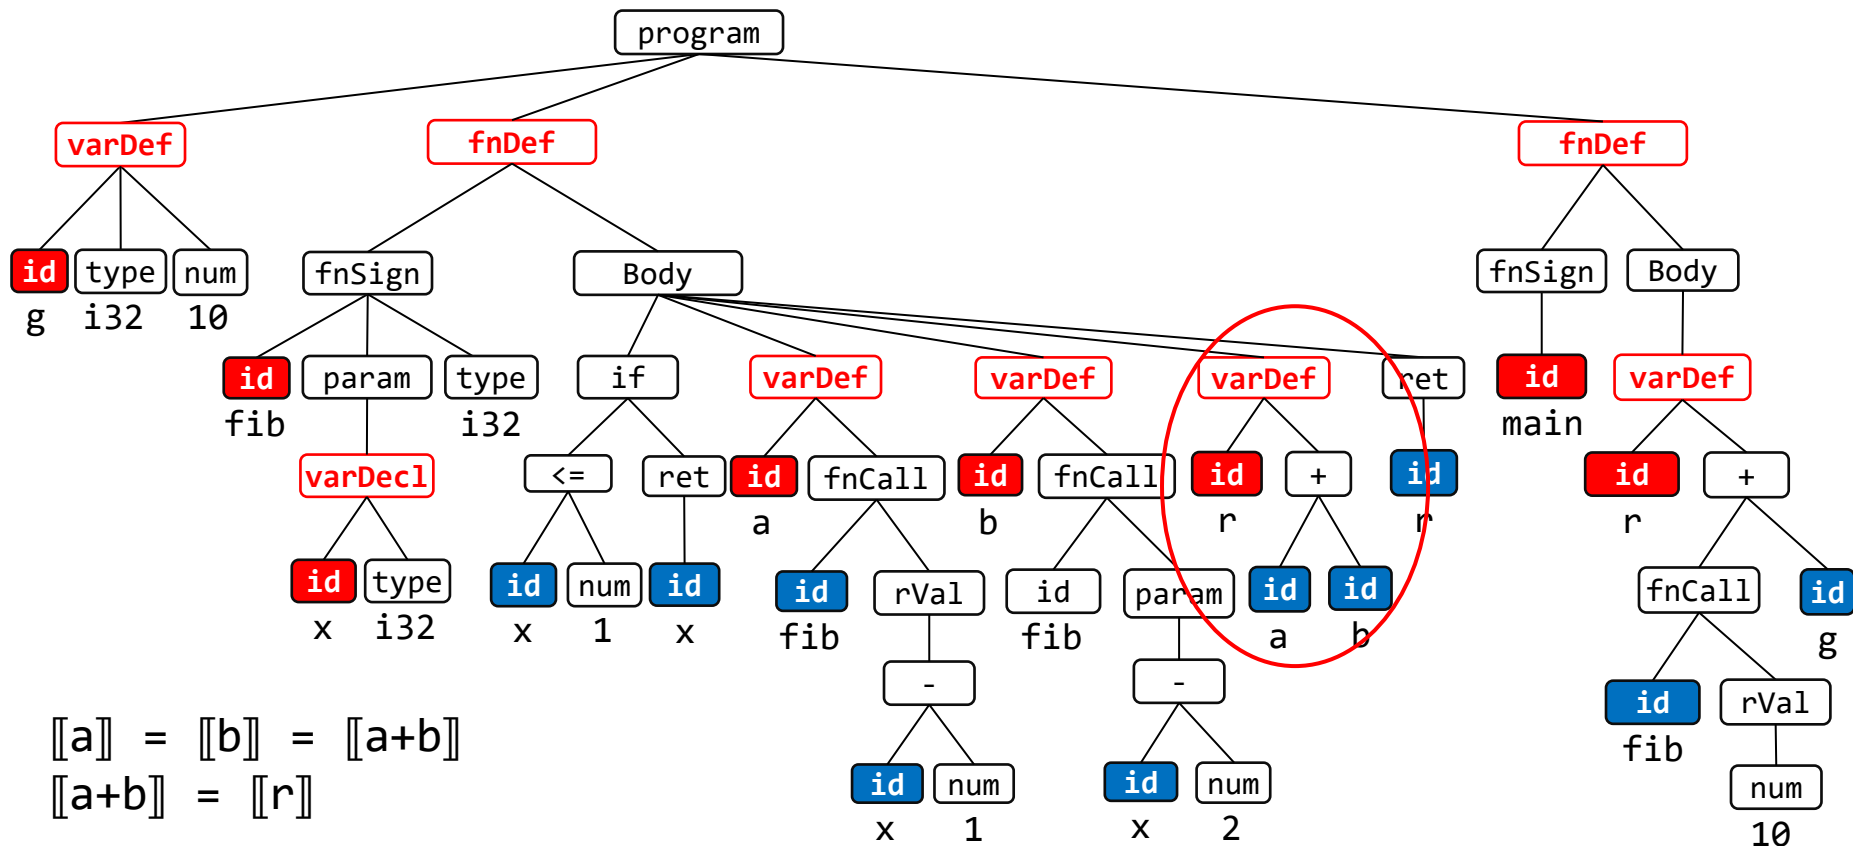 program
varDef fnDef fnDef
id type num fnSign Body fnSign Body
g i32 10
id param type if varDef varDef varDef ret id varDef
fib i32 main
varDecl <= ret id fnCall id fnCall id + id id +
a b r r r
id type id num id id rVal id param id id fnCall id
x i32 x 1 x fib fib a b g
- - id rVal
fib
⟦a⟧ = ⟦b⟧ = ⟦a+b⟧
⟦a+b⟧ = ⟦r⟧
id num id num num
x 1 x 2 10